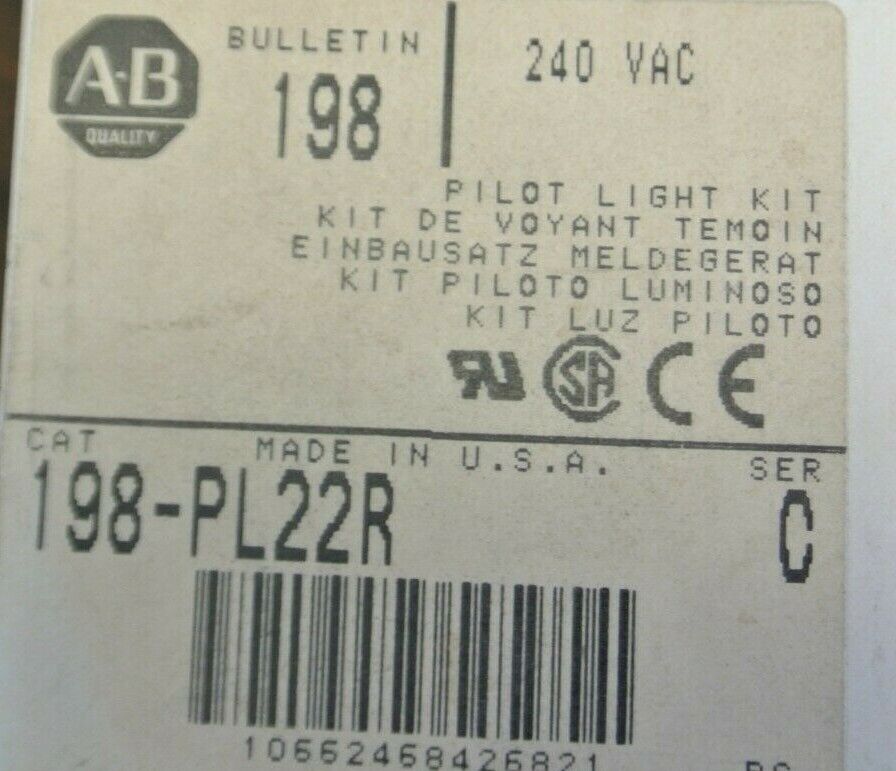 A-B
QUALITY
BULLETIN
198
240 VAC
PILOT LIGHT KIT
KIT DE VOYANT TEMOIN
EINBAUSATZ MELDEGERAT
KIT PILOTO LUMINOSO
KIT LUZ PILOTO
CAT
MADE IN U.S.A.
SER
198-PL22R
C
10662468426821